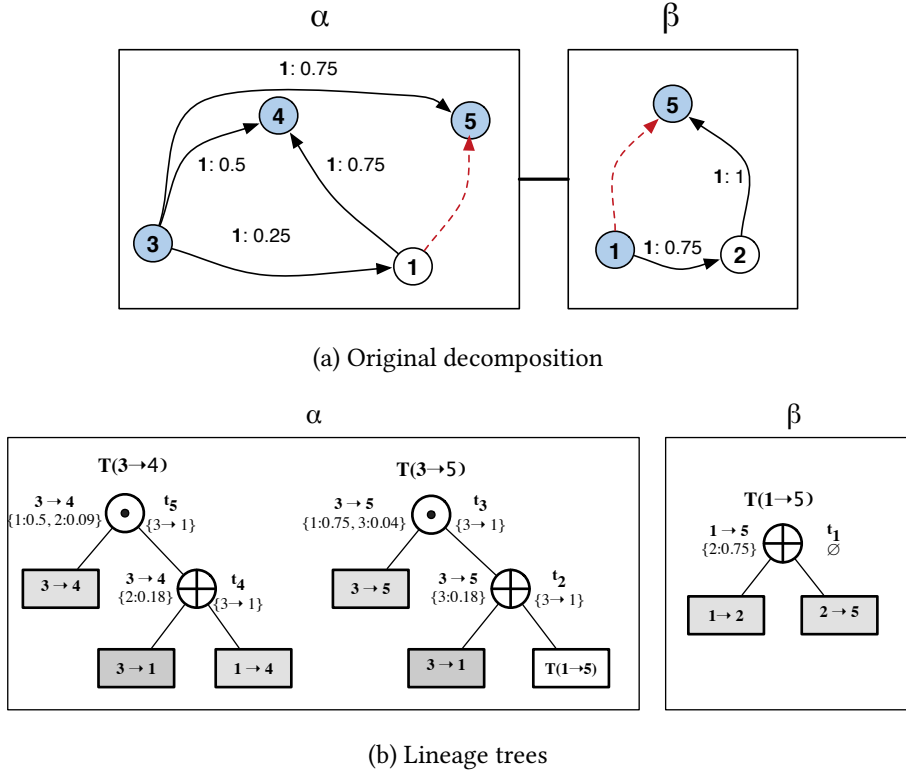 α
β
1: 0.75
4
5
5
1: 0.5
1: 0.75
1: 1
3
1: 0.25
1
1
1: 0.75
2
(a) Original decomposition
α
β
T(3→4)
T(3→5)
T(1→5)
3 → 4
{1:0.5, 2:0.09}
t5
{3→ 1}
3 → 5
{1:0.75, 3:0.04}
t3
{3→ 1}
1 → 5
{2:0.75}
t1
∅
3 → 4
3 → 4
{2:0.18}
t4
{3→ 1}
3 → 5
3 → 5
{3:0.18}
t2
{3→ 1}
1→ 2
2 → 5
3 → 1
1 → 4
3 → 1
T(1→5)
(b) Lineage trees